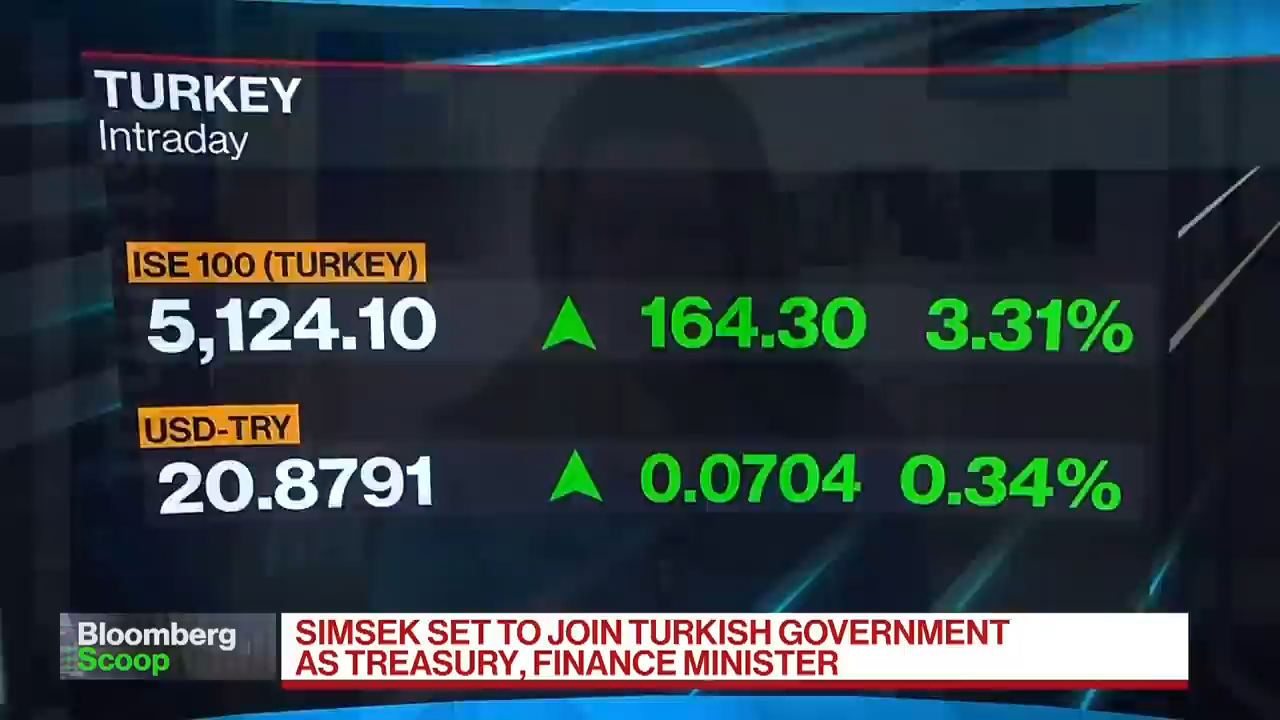 TURKEY
Intraday
ISE 100 (TURKEY)
5,124.10 ▲ 164.30 3.31%
USD-TRY
20.8791 ▲ 0.0704 0.34%
Bloomberg
Scoop
SIMSEK SET TO JOIN TURKISH GOVERNMENT
AS TREASURY, FINANCE MINISTER